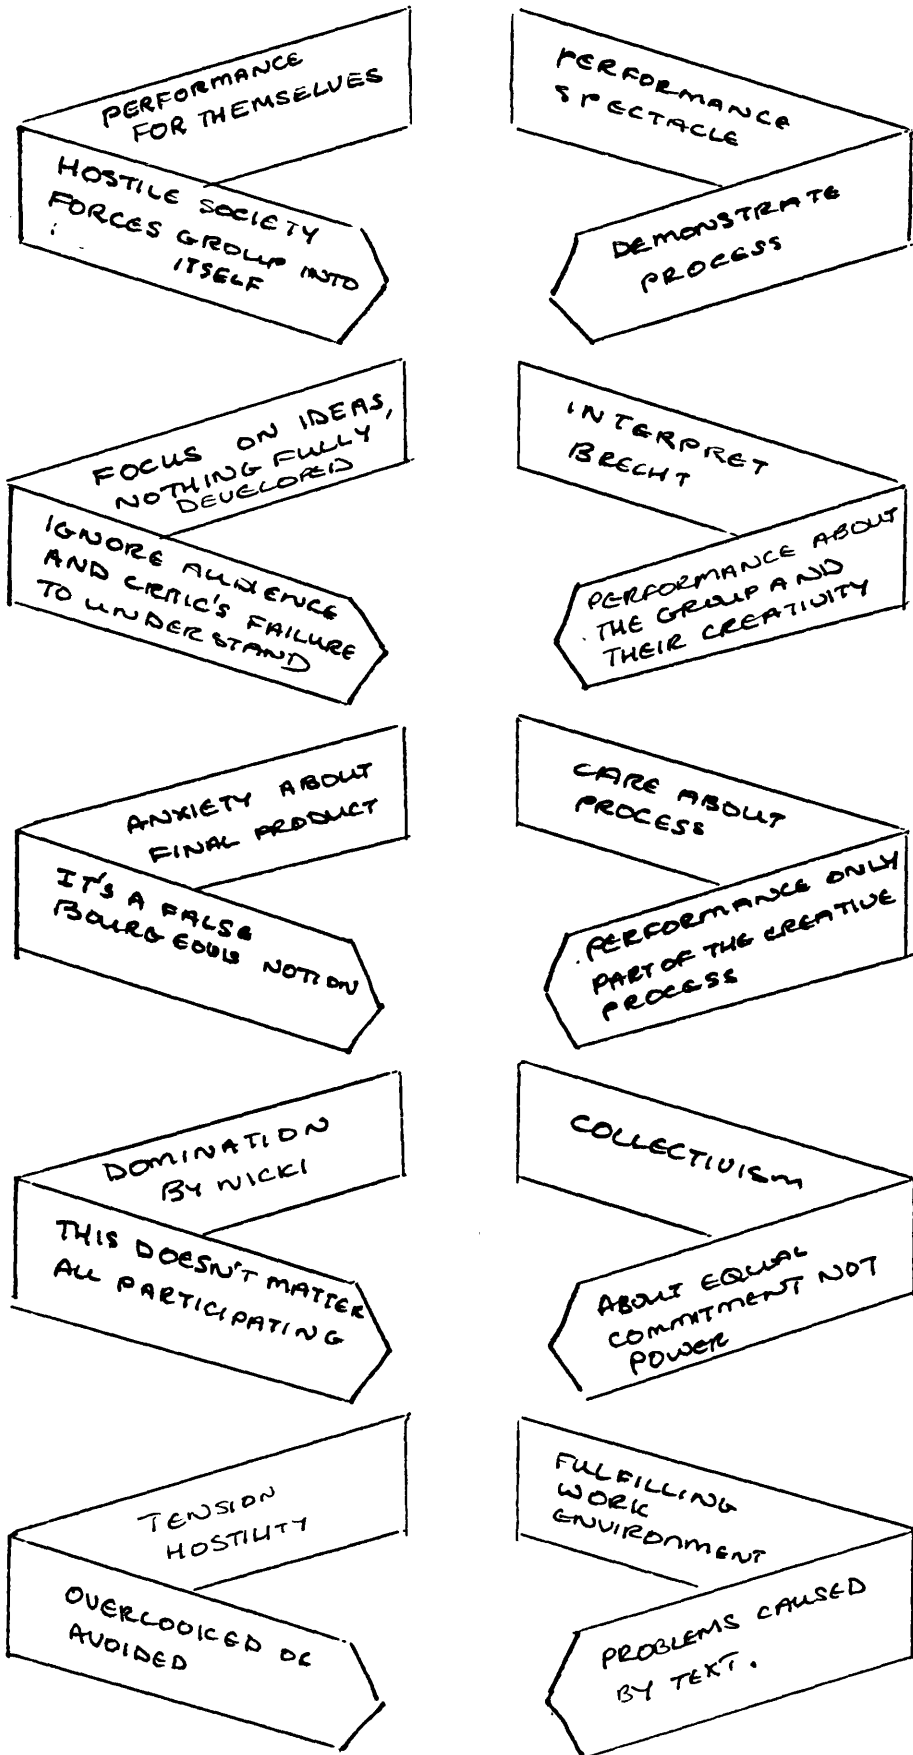 PERFORMANCE
FOR THEMSELVES
HOSTILE SOCIETY
FORCES GROUP INTO
ITSELF
PERFORMANCE
SPECTACLE
DEMONSTRATE
PROCESS
FOCUS ON IDEAS,
NOTHING FULLY
DEVELOPED
IGNORE AUDIENCE
AND CRITIC'S FAILURE
TO UNDERSTAND
INTERPRET
BRECHT
PERFORMANCE ABOUT
THE GROUP AND
THEIR CREATIVITY
ANXIETY ABOUT
FINAL PRODUCT
IT'S A FALSE
BOURGEOUIS NOTION
CARE ABOUT
PROCESS
PERFORMANCE ONLY
PART OF THE CREATIVE
PROCESS
DOMINATION
BY NICKI
THIS DOESN'T MATTER
ALL PARTICIPATING
COLLECTIVISM
ABOUT EQUAL
COMMITMENT NOT
POWER
TENSION
HOSTILITY
OVERLOOKED OR
AVOIDED
FULFILLING
WORK
ENVIRONMENT
PROBLEMS CAUSED
BY TEXT.